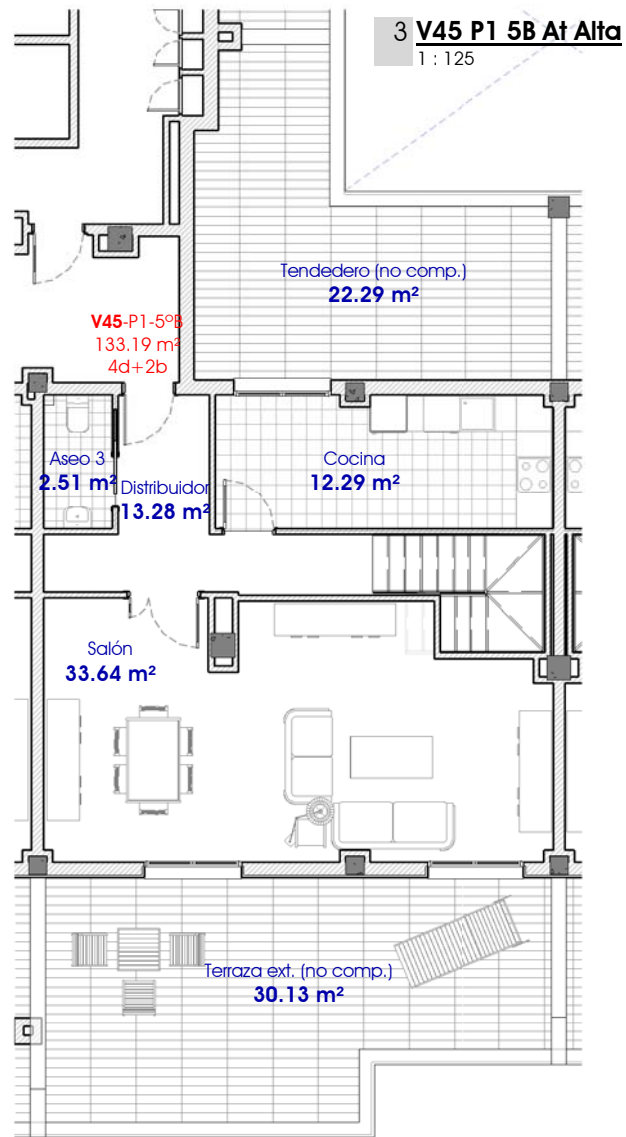 3 V45 P1 5B At Alta
1 : 125
Tendedero (no comp.)
22.29 m²
V45-P1-5ºB
133.19 m²
4d+2b
Aseo 3
2.51 m²
Distribuidor
13.28 m²
Cocina
12.29 m²
Salón
33.64 m²
Terraza ext. (no comp.)
30.13 m²